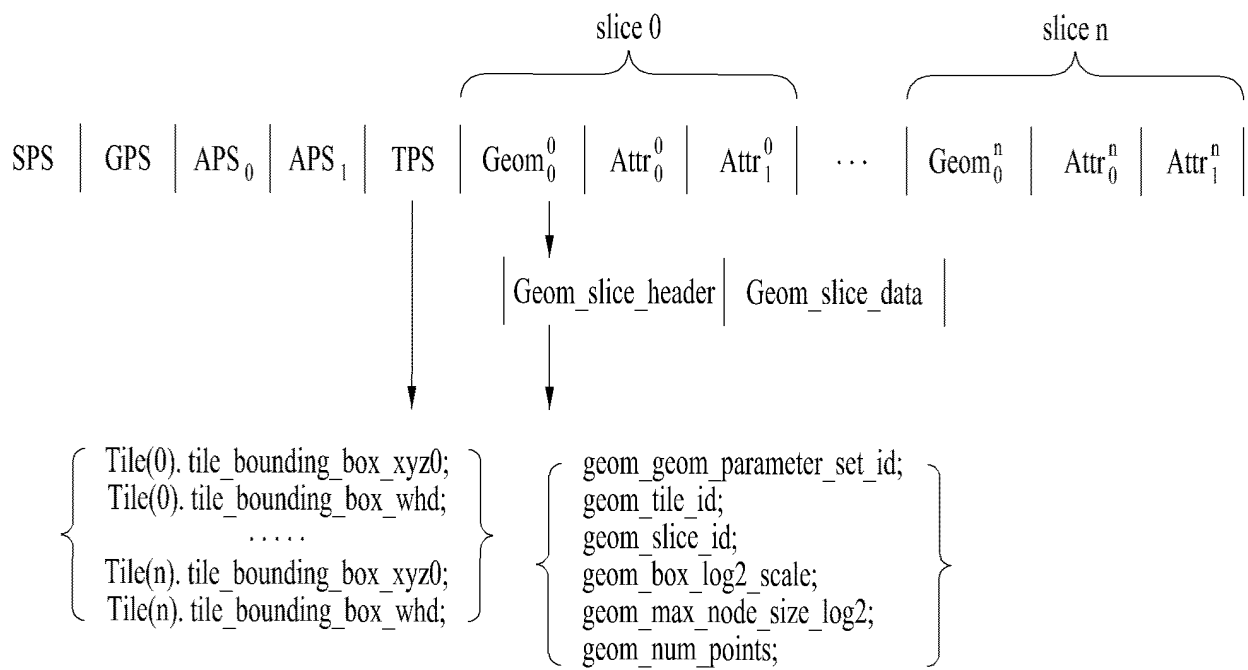 slice 0 slice n
SPS | GPS | APS₀ | APS₁ | TPS | Geom₀⁰ | Attr₀⁰ | Attr₁⁰ | ··· | Geom₀ⁿ | Attr₀ⁿ | Attr₁ⁿ |
| Geom_slice_header | Geom_slice_data |
Tile(0). tile_bounding_box_xyz0;
Tile(0). tile_bounding_box_whd;
.....
Tile(n). tile_bounding_box_xyz0;
Tile(n). tile_bounding_box_whd;
geom_geom_parameter_set_id;
geom_tile_id;
geom_slice_id;
geom_box_log2_scale;
geom_max_node_size_log2;
geom_num_points;